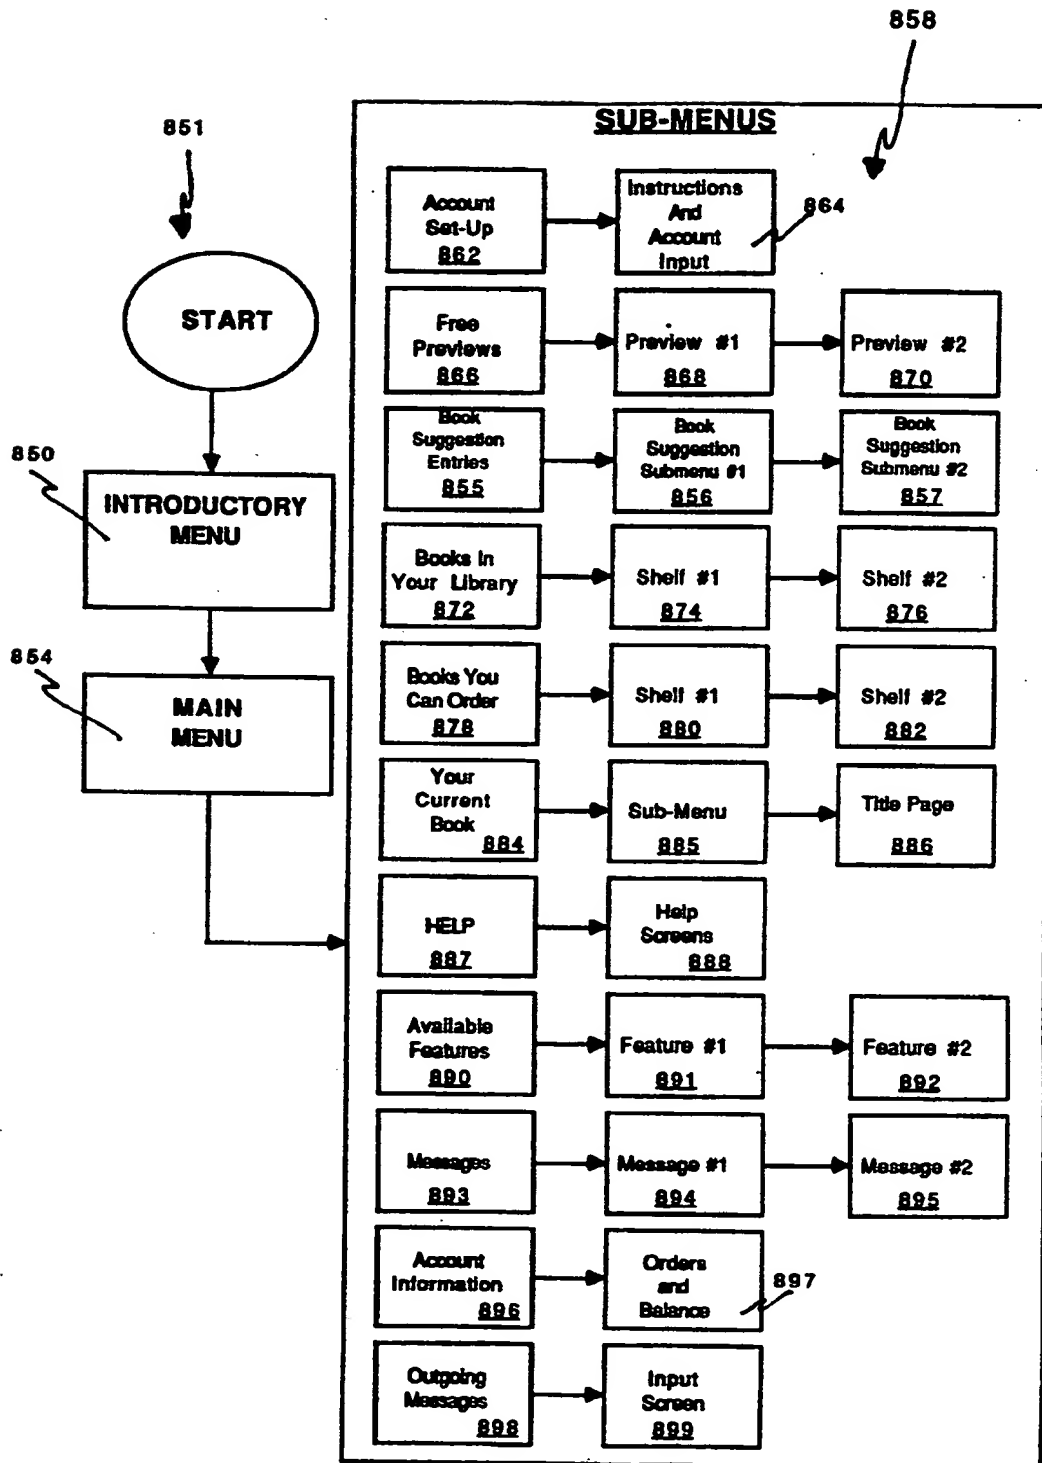 858
851
SUB-MENUS
START
850
INTRODUCTORY
MENU
854
MAIN
MENU
Account
Set-Up
862
Instructions
And
Account
Input
864
Free
Previews
866
Preview #1
868
Preview #2
870
Book
Suggestion
Entries
855
Book
Suggestion
Submenu #1
856
Book
Suggestion
Submenu #2
857
Books In
Your Library
872
Shelf #1
874
Shelf #2
876
Books You
Can Order
878
Shelf #1
880
Shelf #2
882
Your
Current
Book
884
Sub-Menu
885
Title Page
886
HELP
887
Help
Screens
888
Available
Features
890
Feature #1
891
Feature #2
892
Messages
893
Message #1
894
Message #2
895
Account
Information
896
Orders
and
Balance
897
Outgoing
Messages
898
Input
Screen
899